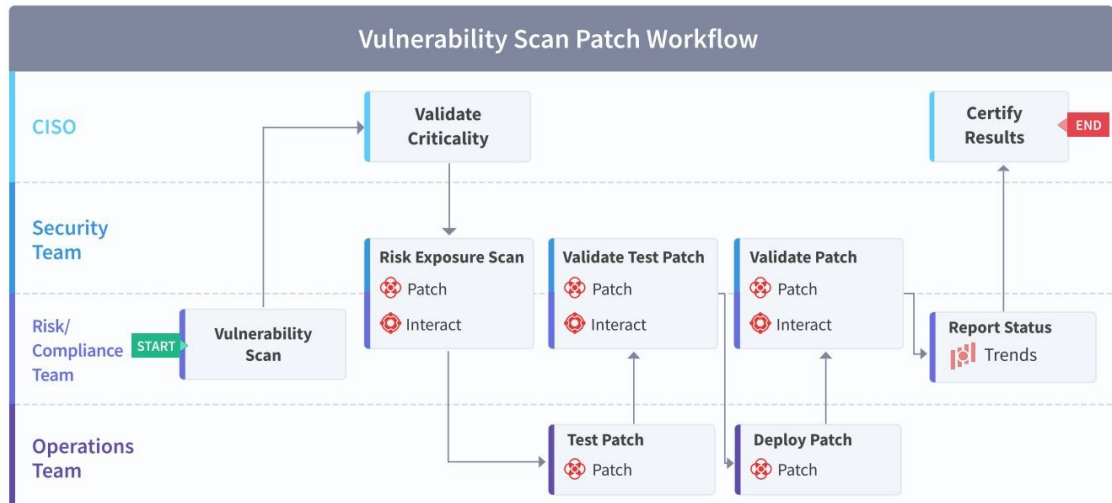 Vulnerability Scan Patch Workflow
CISO
Validate
Criticality
Certify
Results
END
Security
Team
Risk Exposure Scan
Patch
Interact
Validate Test Patch
Patch
Interact
Validate Patch
Patch
Interact
Risk/
Compliance
Team
START
Vulnerability
Scan
Report Status
Trends
Operations
Team
Test Patch
Patch
Deploy Patch
Patch